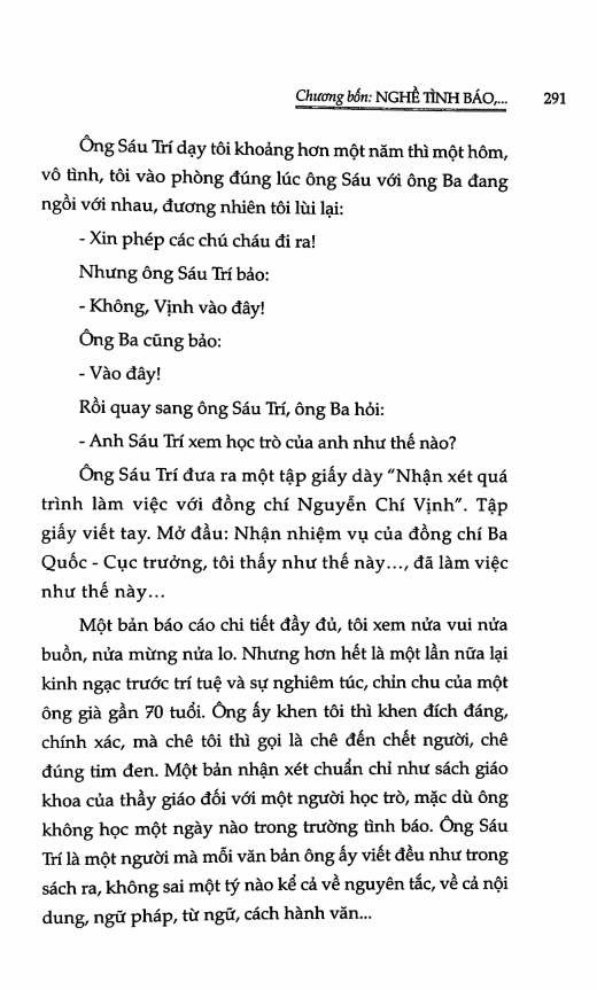 Chương bốn: NGHỀ TÌNH BÁO,... 291
Ông Sáu Trí dạy tôi khoảng hơn một năm thì một hôm,
vô tình, tôi vào phòng đúng lúc ông Sáu với ông Ba đang
ngồi với nhau, đương nhiên tôi lùi lại:
- Xin phép các chú cháu đi ra!
Nhưng ông Sáu Trí bảo:
- Không, Vịnh vào đây!
Ông Ba cũng bảo:
- Vào đây!
Rồi quay sang ông Sáu Trí, ông Ba hỏi:
- Anh Sáu Trí xem học trò của anh như thế nào?
Ông Sáu Trí đưa ra một tập giấy dày “Nhận xét quá
trình làm việc với đồng chí Nguyễn Chí Vịnh”. Tập
giấy viết tay. Mở đầu: Nhận nhiệm vụ của đồng chí Ba
Quốc - Cục trưởng, tôi thấy như thế này..., đã làm việc
như thế này...
Một bản báo cáo chi tiết đầy đủ, tôi xem nửa vui nửa
buồn, nửa mừng nửa lo. Nhưng hơn hết là một lần nữa lại
kinh ngạc trước trí tuệ và sự nghiêm túc, chỉn chu của một
ông già gần 70 tuổi. Ông ấy khen tôi thì khen đích đáng,
chính xác, mà chê tôi thì gọi là chê đến chết người, chê
đúng tim đen. Một bản nhận xét chuẩn chỉ như sách giáo
khoa của thầy giáo đối với một người học trò, mặc dù ông
không học một ngày nào trong trường tình báo. Ông Sáu
Trí là một người mà mỗi văn bản ông ấy viết đều như trong
sách ra, không sai một tý nào kể cả về nguyên tắc, về cả nội
dung, ngữ pháp, từ ngữ, cách hành văn...